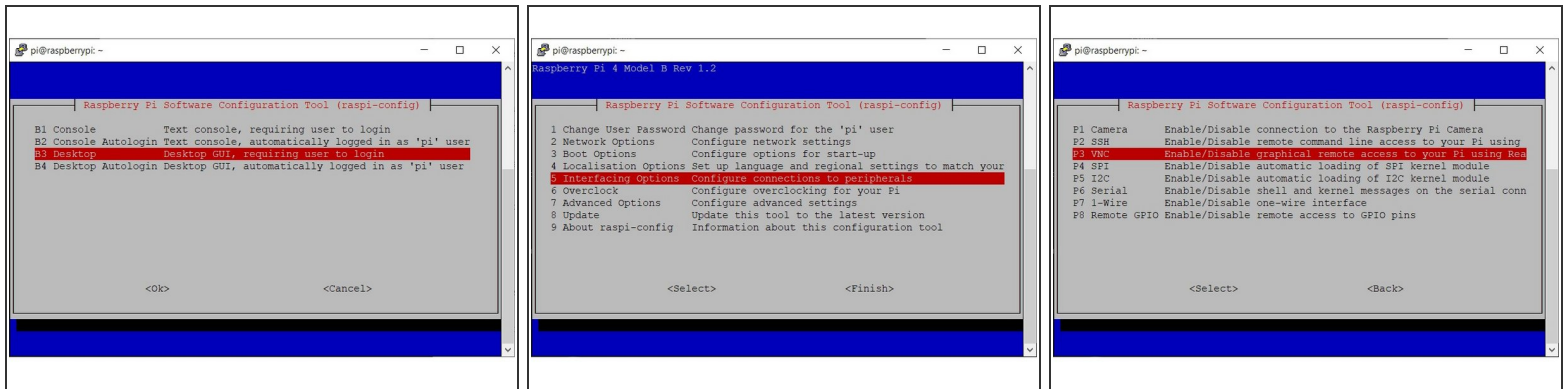 pi@raspberrypi: ~
Raspberry Pi Software Configuration Tool (raspi-config)
B1 Console Text console, requiring user to login
B2 Console Autologin Text console, automatically logged in as 'pi' user
B3 Desktop Desktop GUI, requiring user to login
B4 Desktop Autologin Desktop GUI, automatically logged in as 'pi' user
<Ok> <Cancel>
pi@raspberrypi: ~
Raspberry Pi 4 Model B Rev 1.2
Raspberry Pi Software Configuration Tool (raspi-config)
1 Change User Password Change password for the 'pi' user
2 Network Options Configure network settings
3 Boot Options Configure options for start-up
4 Localisation Options Set up language and regional settings to match your
5 Interfacing Options Configure connections to peripherals
6 Overclock Configure overclocking for your Pi
7 Advanced Options Configure advanced settings
8 Update Update this tool to the latest version
9 About raspi-config Information about this configuration tool
<Select> <Finish>
pi@raspberrypi: ~
Raspberry Pi Software Configuration Tool (raspi-config)
P1 Camera Enable/Disable connection to the Raspberry Pi Camera
P2 SSH Enable/Disable remote command line access to your Pi using
P3 VNC Enable/Disable graphical remote access to your Pi using Rea
P4 SPI Enable/Disable automatic loading of SPI kernel module
P5 I2C Enable/Disable automatic loading of I2C kernel module
P6 Serial Enable/Disable shell and kernel messages on the serial conn
P7 1-Wire Enable/Disable one-wire interface
P8 Remote GPIO Enable/Disable remote access to GPIO pins
<Select> <Back>